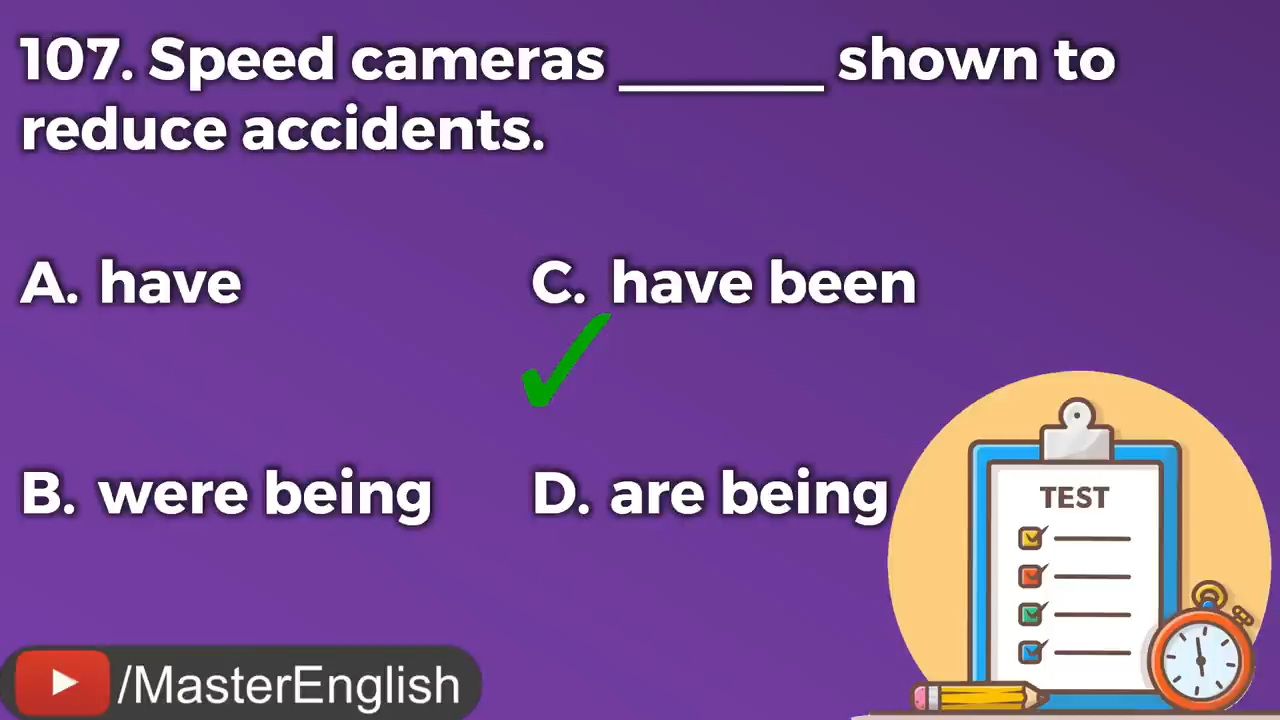 107. Speed cameras _______ shown to
reduce accidents.
A. have
C. have been
B. were being
D. are being
TEST
/MasterEnglish